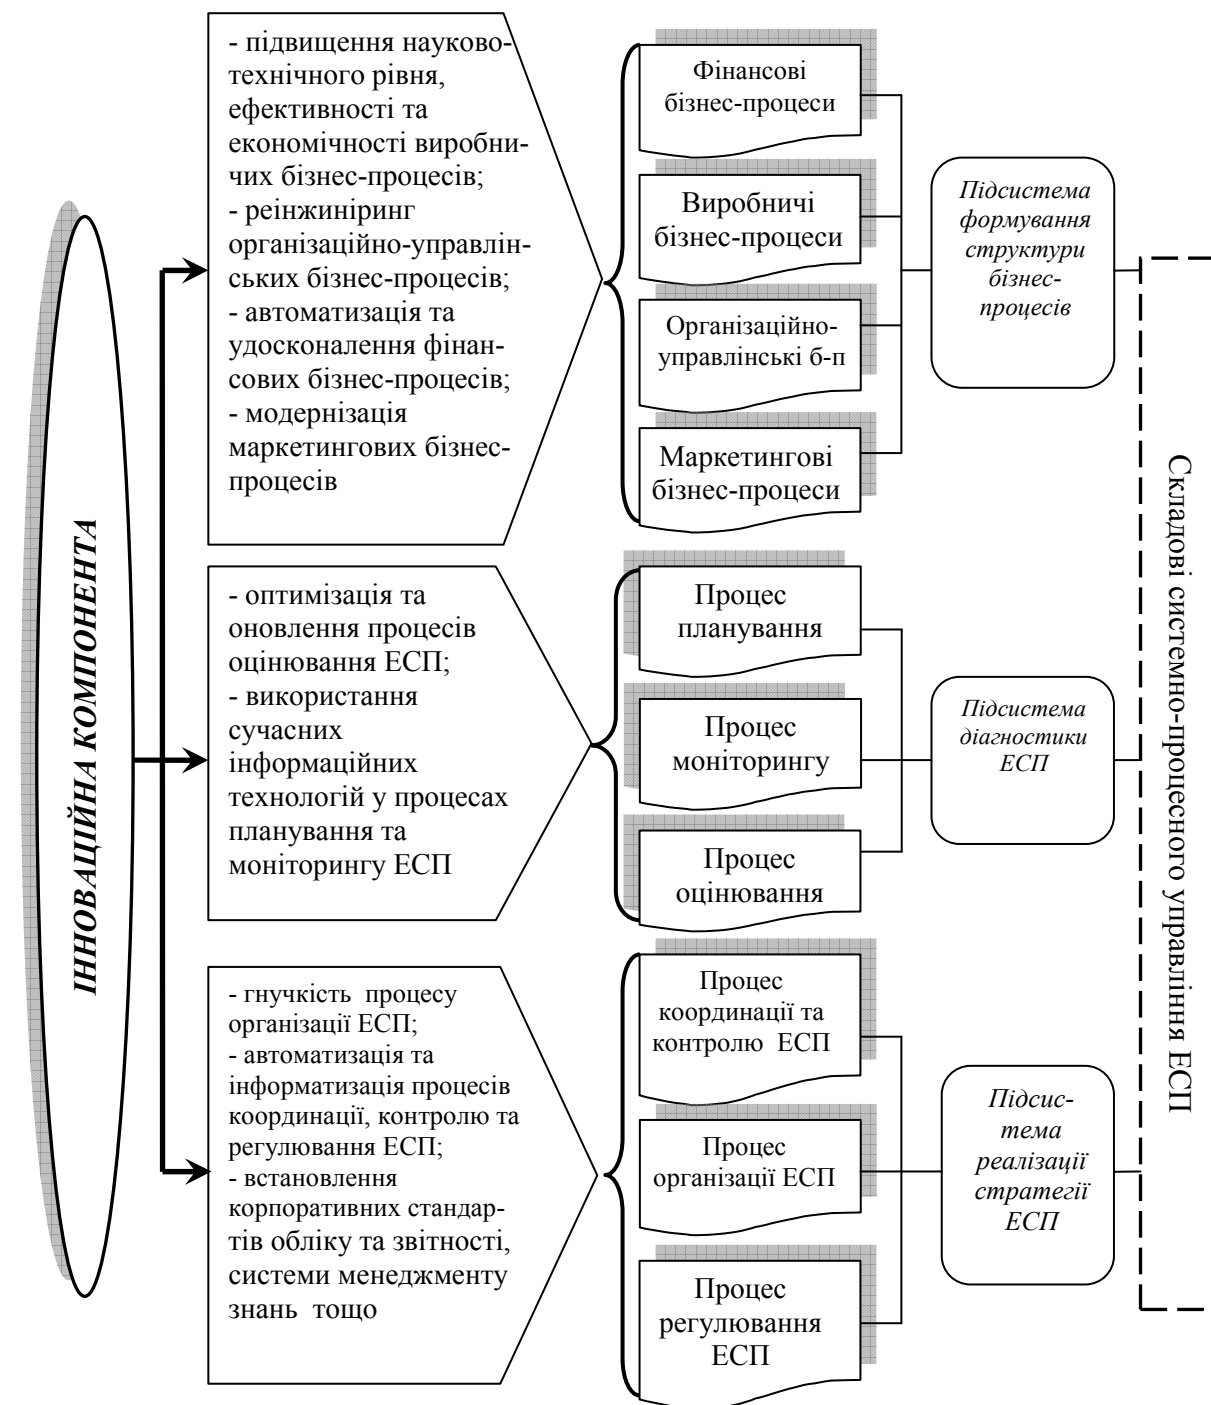 ІННОВАЦІЙНА КОМПОНЕНТА
- підвищення науково-
технічного рівня,
ефективності та
економічності виробни-
чих бізнес-процесів;
- реінжиніринг
організаційно-управлін-
ських бізнес-процесів;
- автоматизація та
удосконалення фінан-
сових бізнес-процесів;
- модернізація
маркетингових бізнес-
процесів
Фінансові
бізнес-процеси
Виробничі
бізнес-процеси
Організаційно-
управлінські б-п
Маркетингові
бізнес-процеси
Підсистема
формування
структури
бізнес-
процесів
- оптимізація та
оновлення процесів
оцінювання ЕСП;
- використання
сучасних
інформаційних
технологій у процесах
планування та
моніторингу ЕСП
Процес
планування
Процес
моніторингу
Процес
оцінювання
Підсистема
діагностики
ЕСП
- гнучкість процесу
організації ЕСП;
- автоматизація та
інформатизація процесів
координації, контролю та
регулювання ЕСП;
- встановлення
корпоративних стандар-
тів обліку та звітності,
системи менеджменту
знань тощо
Процес
координації та
контролю ЕСП
Процес
організації ЕСП
Процес
регулювання
ЕСП
Підсис-
тема
реалізації
стратегії
ЕСП
Складові системно-процесного управління ЕСП